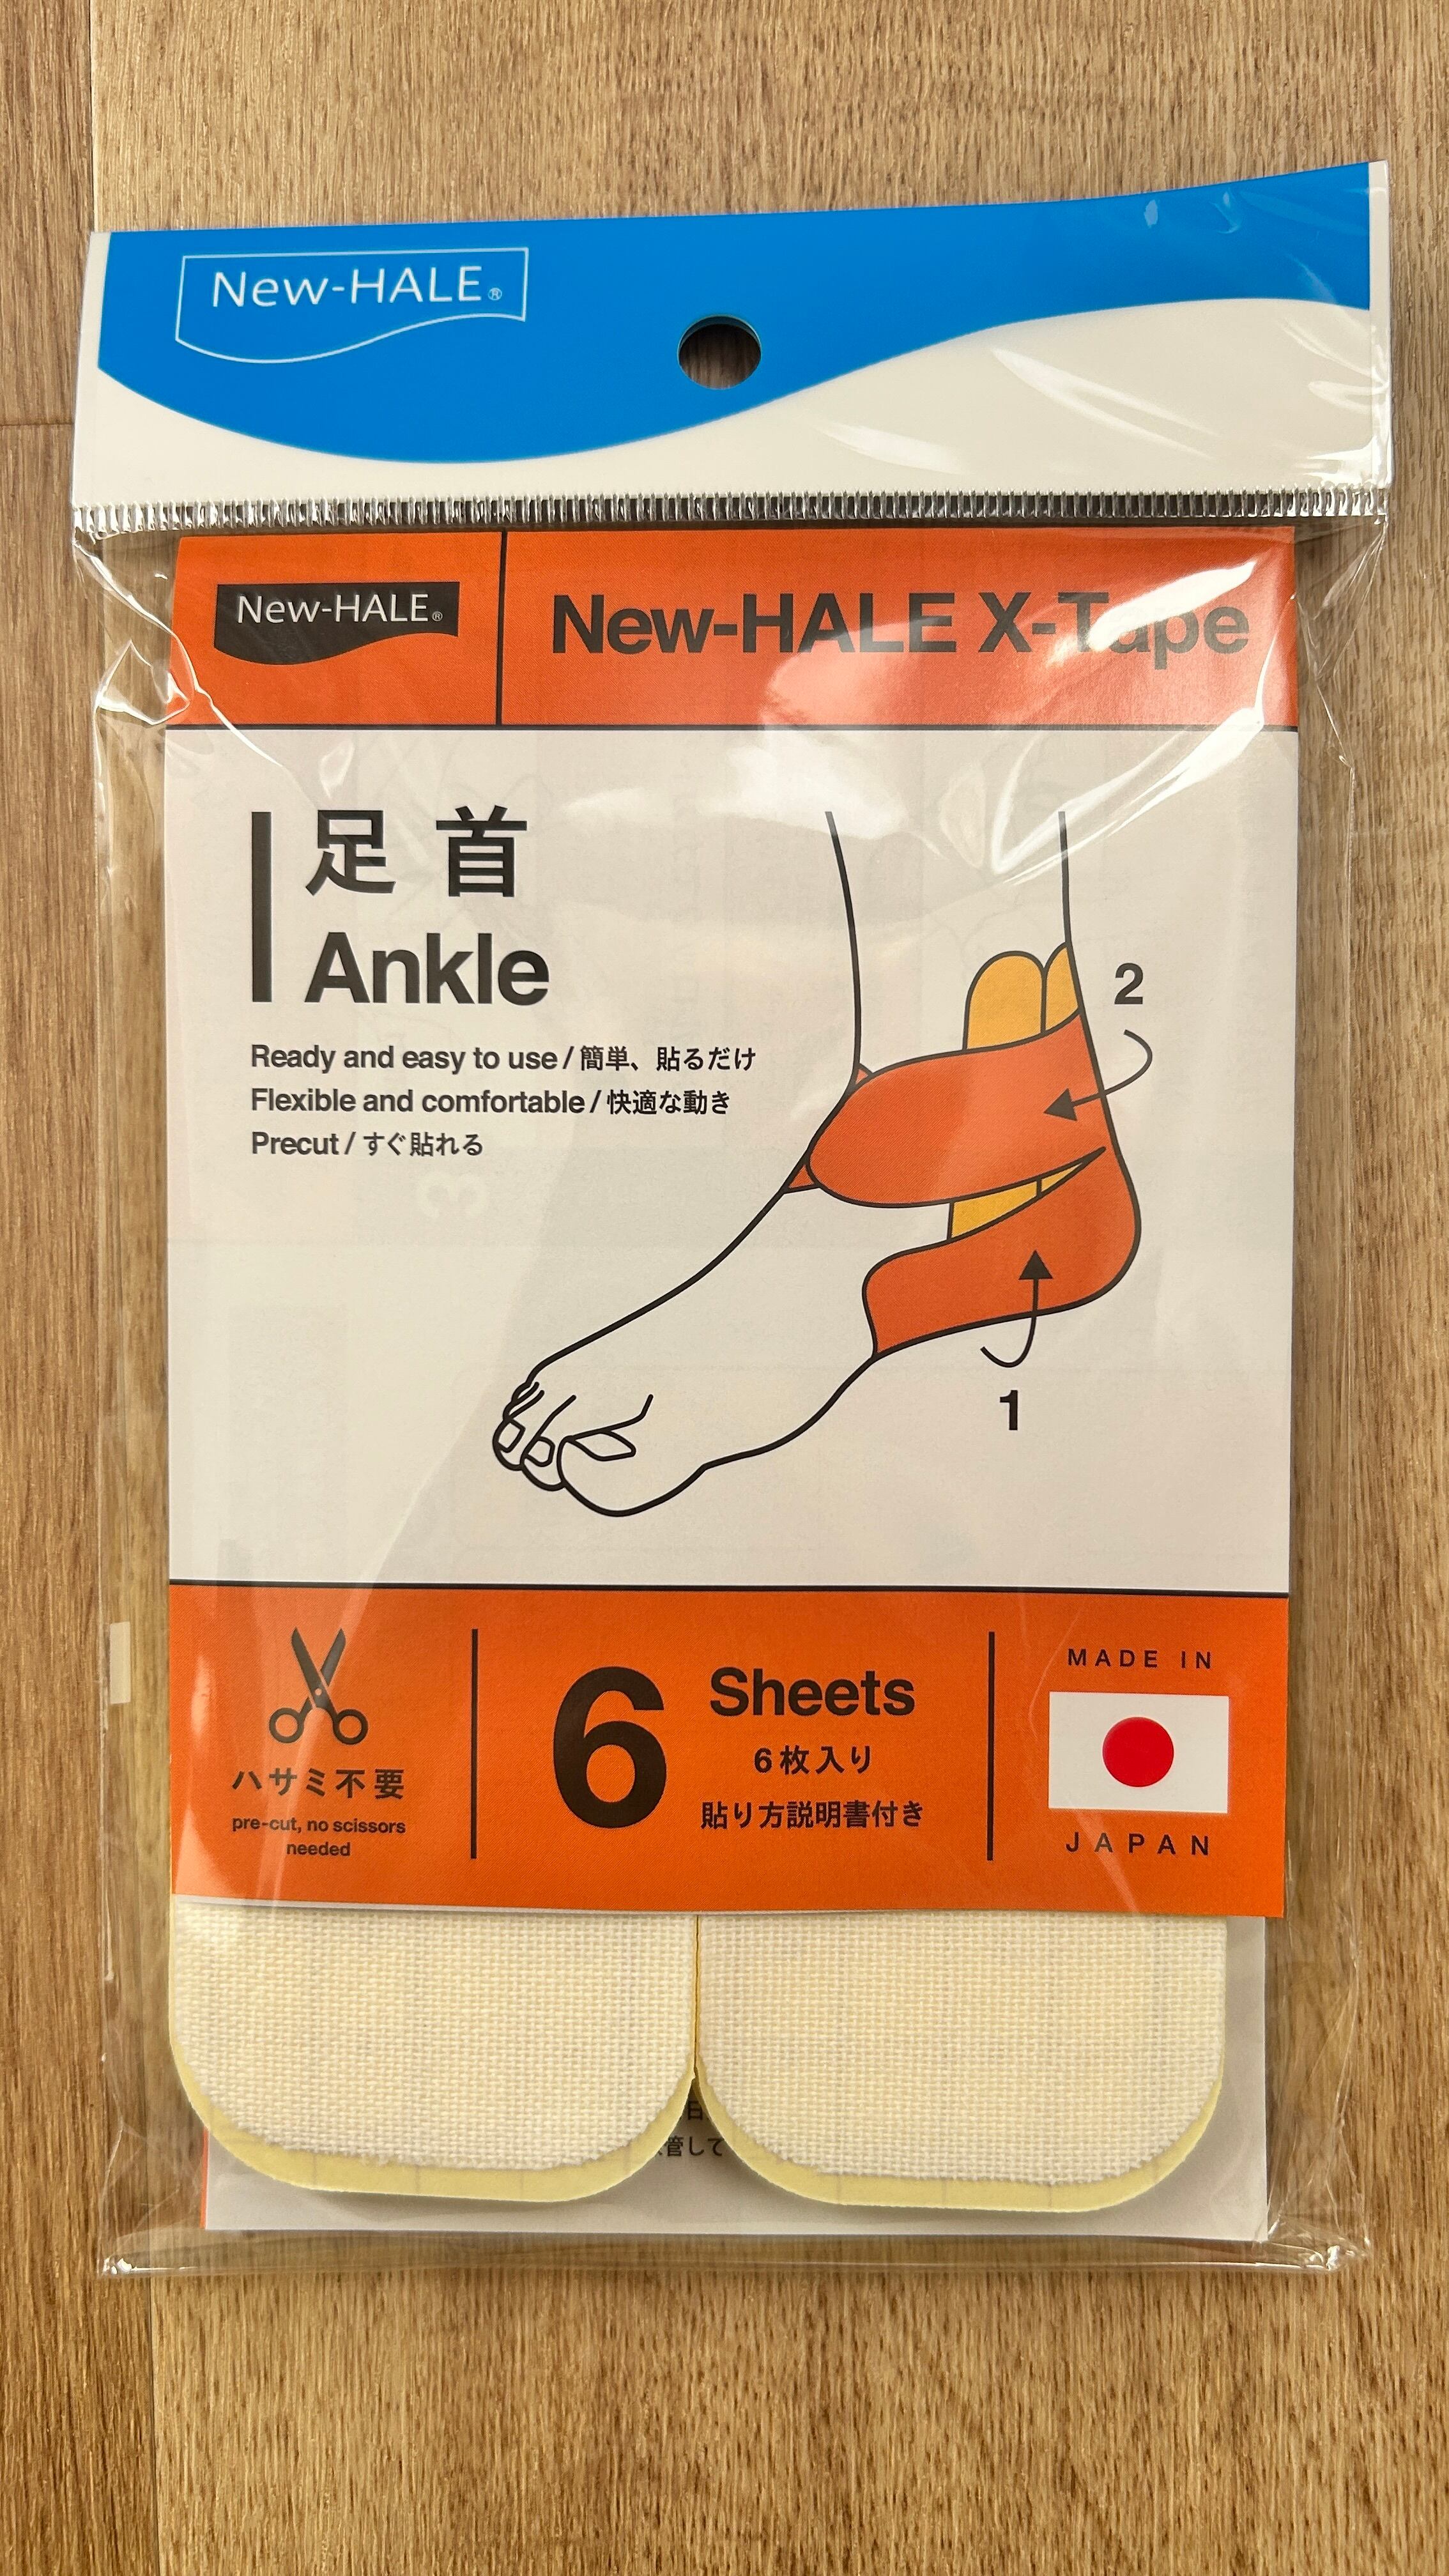 New-HALE®
New-HALE®
New-HALE X-Tape
足首
Ankle
Ready and easy to use / 簡単、貼るだけ
Flexible and comfortable / 快適な動き
Precut / すぐ貼れる
2
1
ハサミ不要
pre-cut, no scissors
needed
6
Sheets
6枚入り
貼り方説明書付き
MADE IN
JAPAN
管して